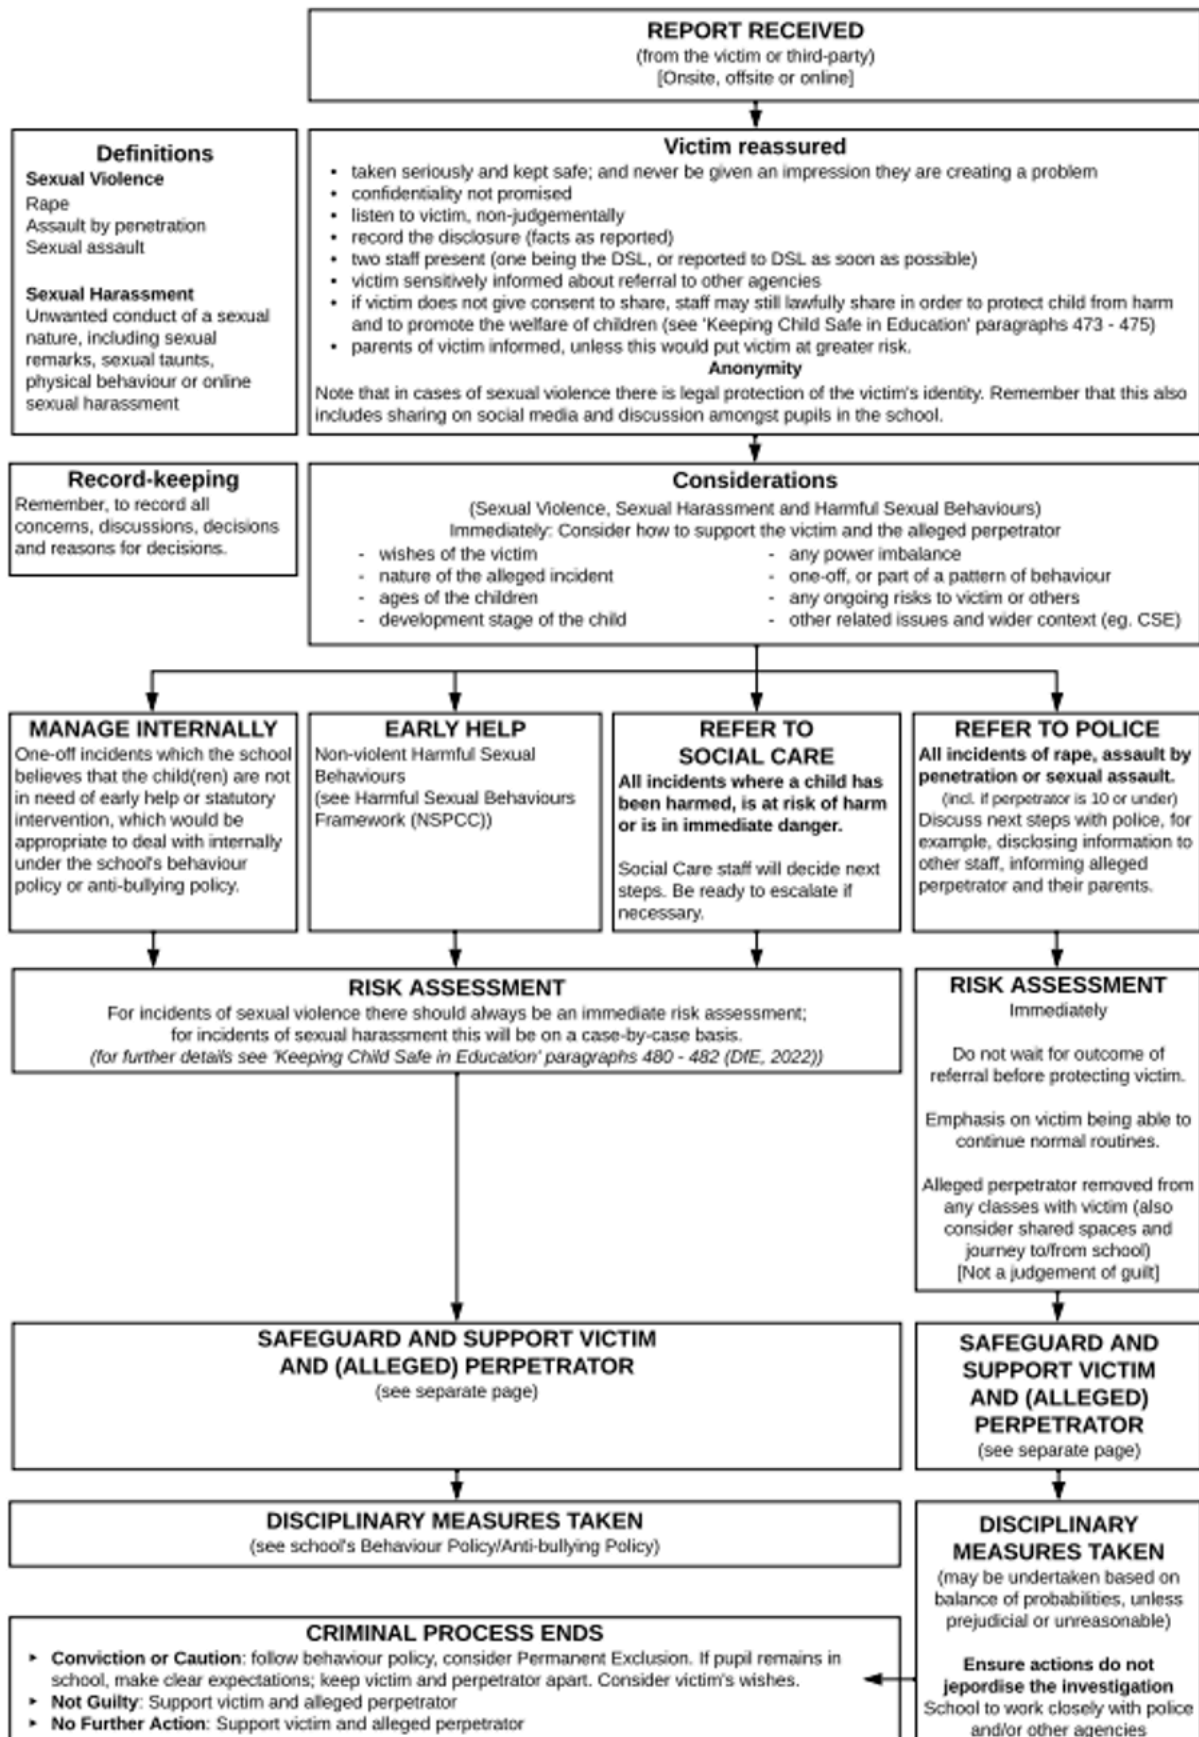 REPORT RECEIVED
(from the victim or third-party)
[Onsite, offsite or online]
Definitions
Sexual Violence
Rape
Assault by penetration
Sexual assault
Sexual Harassment
Unwanted conduct of a sexual
nature, including sexual
remarks, sexual taunts,
physical behaviour or online
sexual harassment
Victim reassured
• taken seriously and kept safe; and never be given an impression they are creating a problem
• confidentiality not promised
• listen to victim, non-judgementally
• record the disclosure (facts as reported)
• two staff present (one being the DSL, or reported to DSL as soon as possible)
• victim sensitively informed about referral to other agencies
• if victim does not give consent to share, staff may still lawfully share in order to protect child from harm
and to promote the welfare of children (see 'Keeping Child Safe in Education' paragraphs 473 - 475)
• parents of victim informed, unless this would put victim at greater risk.
Anonymity
Note that in cases of sexual violence there is legal protection of the victim's identity. Remember that this also
includes sharing on social media and discussion amongst pupils in the school.
Record-keeping
Remember, to record all
concerns, discussions, decisions
and reasons for decisions.
Considerations
(Sexual Violence, Sexual Harassment and Harmful Sexual Behaviours)
Immediately: Consider how to support the victim and the alleged perpetrator
- wishes of the victim
- nature of the alleged incident
- ages of the children
- development stage of the child
- any power imbalance
- one-off, or part of a pattern of behaviour
- any ongoing risks to victim or others
- other related issues and wider context (eg. CSE)
MANAGE INTERNALLY
One-off incidents which the school
believes that the child(ren) are not
in need of early help or statutory
intervention, which would be
appropriate to deal with internally
under the school's behaviour
policy or anti-bullying policy.
EARLY HELP
Non-violent Harmful Sexual
Behaviours
(see Harmful Sexual Behaviours
Framework (NSPCC))
REFER TO
SOCIAL CARE
All incidents where a child has
been harmed, is at risk of harm
or is in immediate danger.
Social Care staff will decide next
steps. Be ready to escalate if
necessary.
REFER TO POLICE
All incidents of rape, assault by
penetration or sexual assault.
(incl. if perpetrator is 10 or under)
Discuss next steps with police, for
example, disclosing information to
other staff, informing alleged
perpetrator and their parents.
RISK ASSESSMENT
For incidents of sexual violence there should always be an immediate risk assessment;
for incidents of sexual harassment this will be on a case-by-case basis.
(for further details see 'Keeping Child Safe in Education' paragraphs 480 - 482 (DfE, 2022))
RISK ASSESSMENT
Immediately
Do not wait for outcome of
referral before protecting victim.
Emphasis on victim being able to
continue normal routines.
Alleged perpetrator removed from
any classes with victim (also
consider shared spaces and
journey to/from school)
[Not a judgement of guilt]
SAFEGUARD AND SUPPORT VICTIM
AND (ALLEGED) PERPETRATOR
(see separate page)
SAFEGUARD AND
SUPPORT VICTIM
AND (ALLEGED)
PERPETRATOR
(see separate page)
DISCIPLINARY MEASURES TAKEN
(see school's Behaviour Policy/Anti-bullying Policy)
DISCIPLINARY
MEASURES TAKEN
(may be undertaken based on
balance of probabilities, unless
prejudicial or unreasonable)
Ensure actions do not
jepordise the investigation
School to work closely with police
and/or other agencies
CRIMINAL PROCESS ENDS
‣ Conviction or Caution: follow behaviour policy, consider Permanent Exclusion. If pupil remains in
school, make clear expectations; keep victim and perpetrator apart. Consider victim's wishes.
‣ Not Guilty: Support victim and alleged perpetrator
‣ No Further Action: Support victim and alleged perpetrator